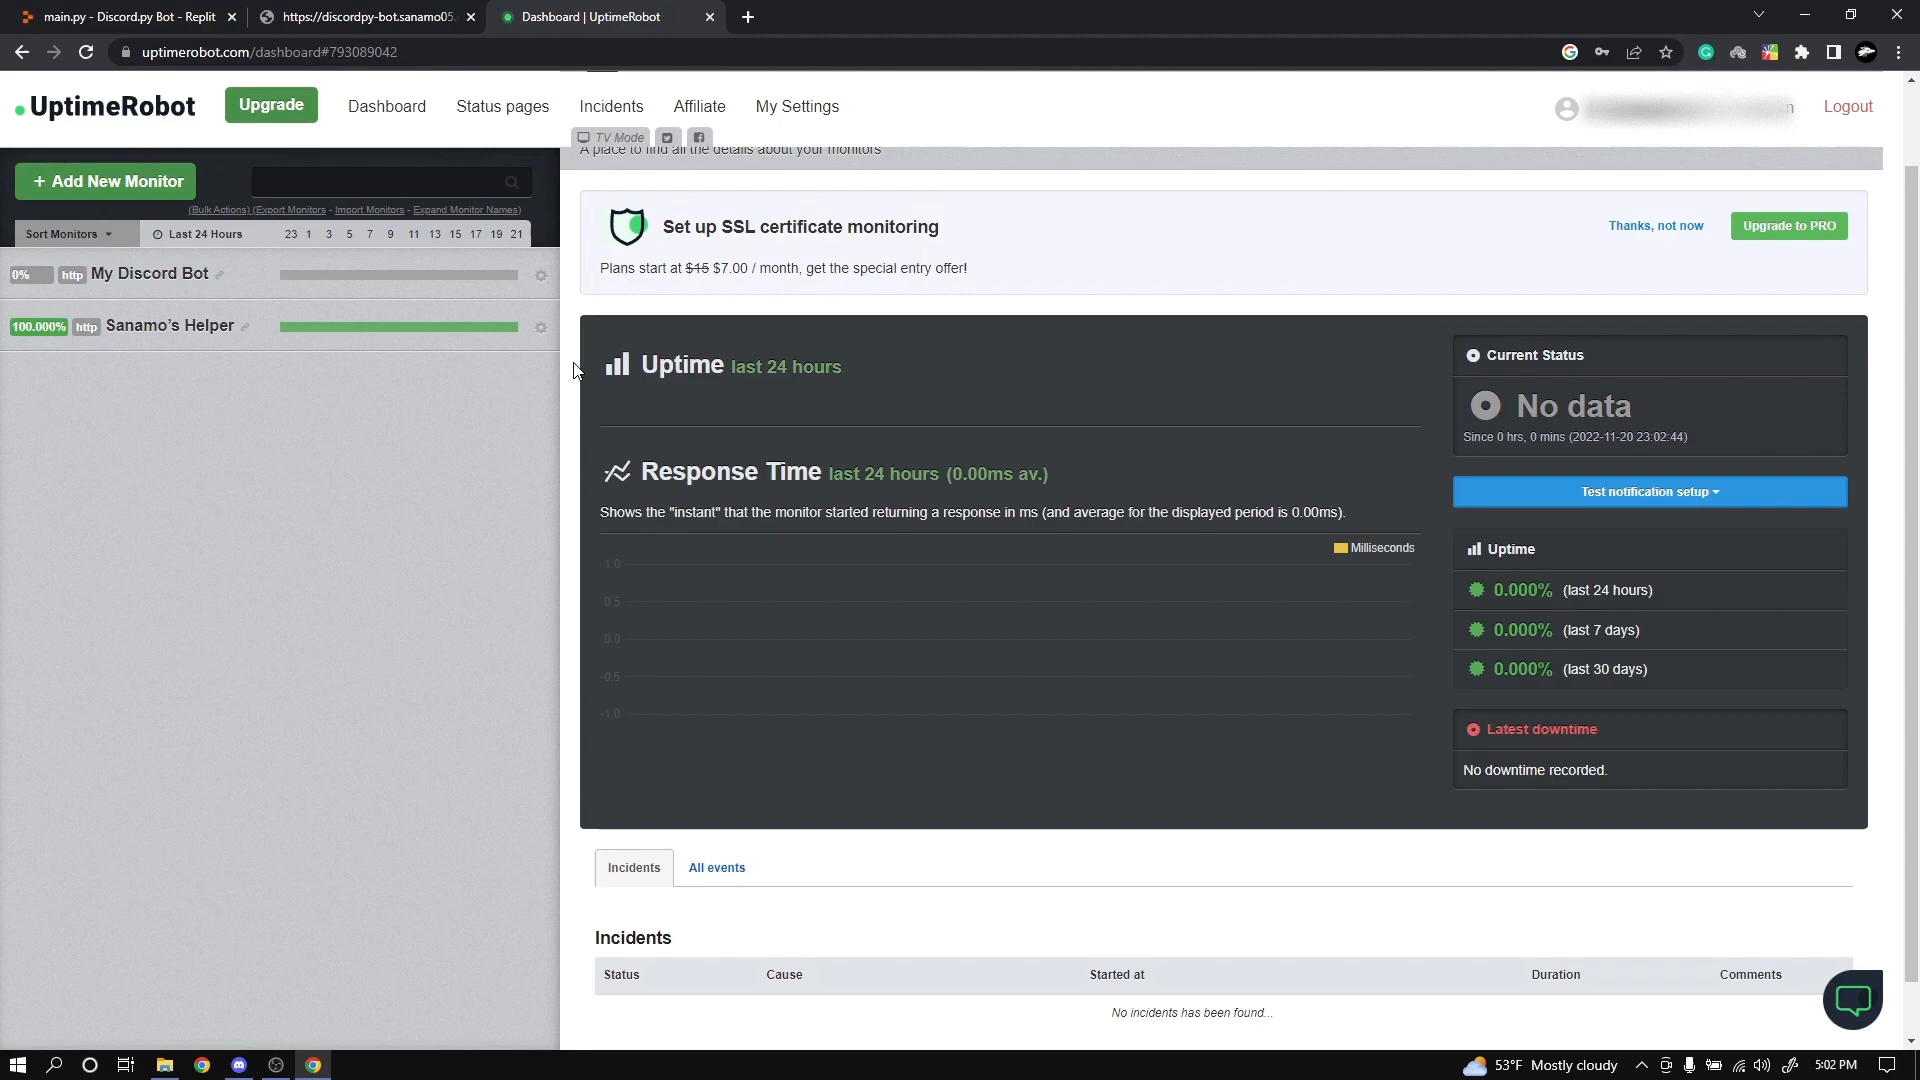 main.py - Discord.py Bot - Replit
https://discordpy-bot.sanamo05.
Dashboard | UptimeRobot
uptimerobot.com/dashboard#793089042
UptimeRobot
Upgrade
Dashboard
Status pages
Incidents
Affiliate
My Settings
Logout
TV Mode
A place to find all the details about your monitors
+ Add New Monitor
(Bulk Actions) (Export Monitors - Import Monitors - Expand Monitor Names)
Sort Monitors
Last 24 Hours
23 1 3 5 7 9 11 13 15 17 19 21
0% http My Discord Bot
100.000% http Sanamo's Helper
Set up SSL certificate monitoring
Thanks, not now
Upgrade to PRO
Plans start at $15 $7.00 / month, get the special entry offer!
Uptime last 24 hours
Response Time last 24 hours (0.00ms av.)
Shows the "instant" that the monitor started returning a response in ms (and average for the displayed period is 0.00ms).
Milliseconds
1.0
0.5
0.0
-0.5
-1.0
Current Status
No data
Since 0 hrs, 0 mins (2022-11-20 23:02:44)
Test notification setup
Uptime
0.000% (last 24 hours)
0.000% (last 7 days)
0.000% (last 30 days)
Latest downtime
No downtime recorded.
Incidents
All events
Incidents
Status Cause Started at Duration Comments
No incidents has been found...
53°F Mostly cloudy
5:02 PM